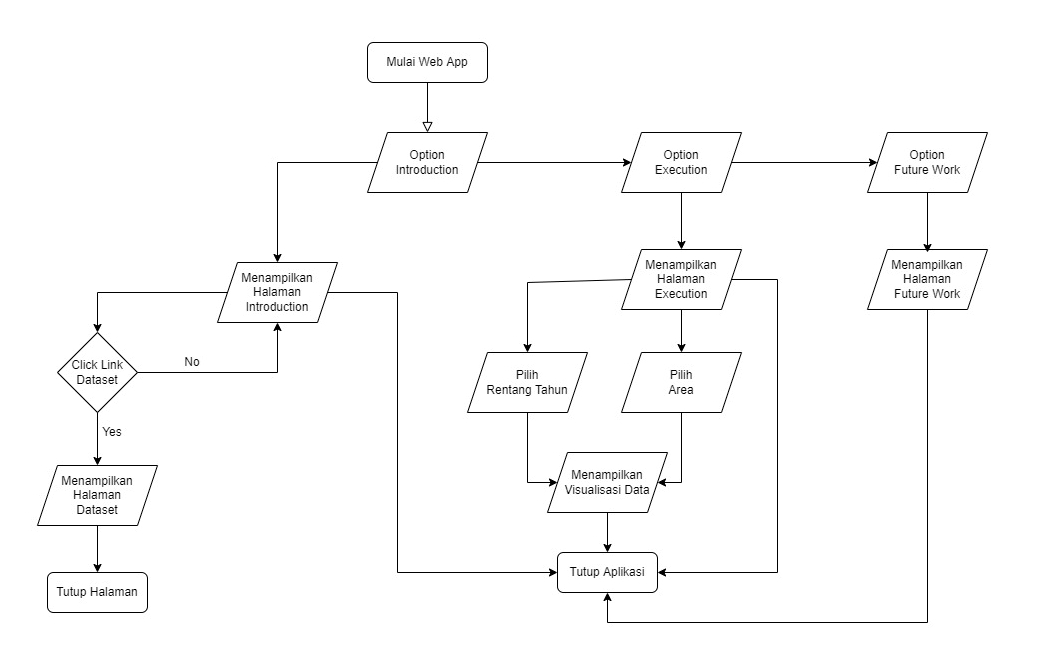 Mulai Web App
Option
Introduction
Option
Execution
Option
Future Work
Menampilkan
Halaman
Introduction
Menampilkan
Halaman
Execution
Menampilkan
Halaman
Future Work
Click Link
Dataset
No
Yes
Pilih
Rentang Tahun
Pilih
Area
Menampilkan
Halaman
Dataset
Menampilkan
Visualisasi Data
Tutup Halaman
Tutup Aplikasi